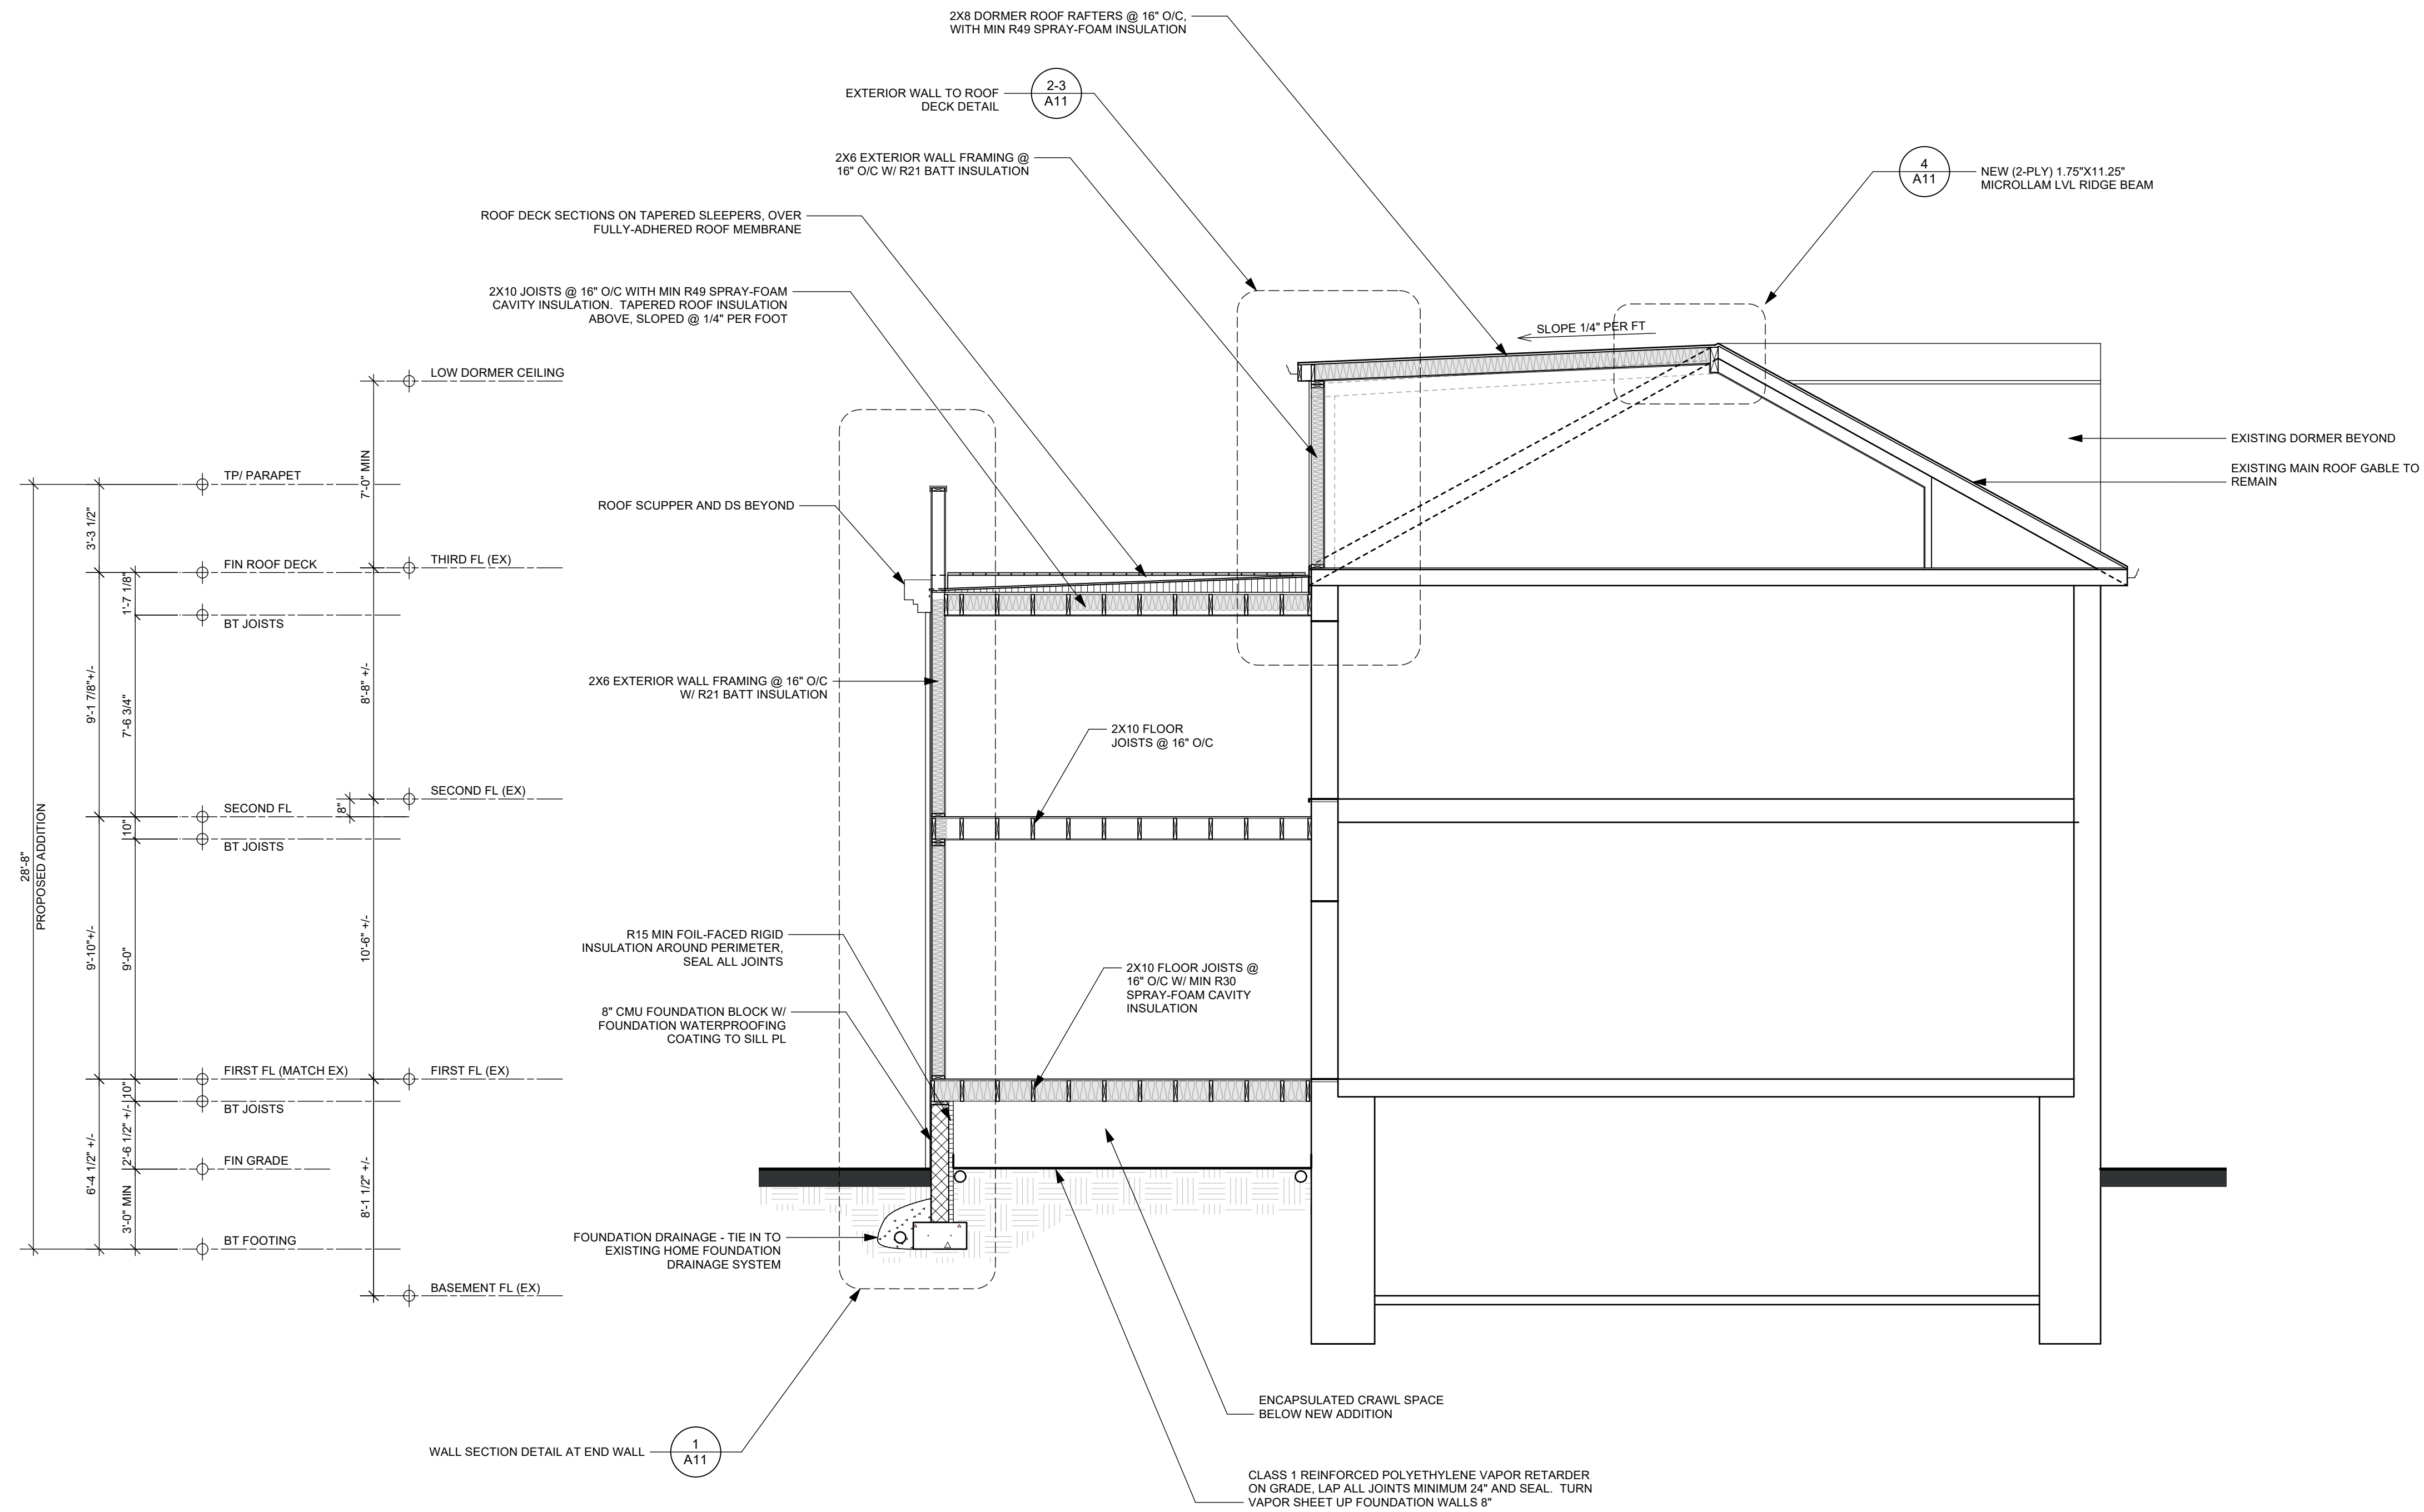 2X8 DORMER ROOF RAFTERS @ 16" O/C,
WITH MIN R49 SPRAY-FOAM INSULATION
EXTERIOR WALL TO ROOF
DECK DETAIL
2-3
A11
2X6 EXTERIOR WALL FRAMING @
16" O/C W/ R21 BATT INSULATION
4
A11
NEW (2-PLY) 1.75"X11.25"
MICROLLAM LVL RIDGE BEAM
ROOF DECK SECTIONS ON TAPERED SLEEPERS, OVER
FULLY-ADHERED ROOF MEMBRANE
2X10 JOISTS @ 16" O/C WITH MIN R49 SPRAY-FOAM
CAVITY INSULATION. TAPERED ROOF INSULATION
ABOVE, SLOPED @ 1/4" PER FOOT
SLOPE 1/4" PER FT
LOW DORMER CEILING
EXISTING DORMER BEYOND
EXISTING MAIN ROOF GABLE TO
REMAIN
TP/ PARAPET
7'-0" MIN
ROOF SCUPPER AND DS BEYOND
3'-3 1/2"
FIN ROOF DECK
THIRD FL (EX)
1'-7 1/8"
BT JOISTS
2X6 EXTERIOR WALL FRAMING @ 16" O/C
W/ R21 BATT INSULATION
9'-1 7/8"+/-
7'-6 3/4"
8'-8" +/-
2X10 FLOOR
JOISTS @ 16" O/C
SECOND FL (EX)
SECOND FL
8"
10"
BT JOISTS
28'-8"
PROPOSED ADDITION
9'-10"+/-
9'-0"
10'-6" +/-
R15 MIN FOIL-FACED RIGID
INSULATION AROUND PERIMETER,
SEAL ALL JOINTS
2X10 FLOOR JOISTS @
16" O/C W/ MIN R30
SPRAY-FOAM CAVITY
INSULATION
8" CMU FOUNDATION BLOCK W/
FOUNDATION WATERPROOFING
COATING TO SILL PL
FIRST FL (MATCH EX)
FIRST FL (EX)
10"
BT JOISTS
6'-4 1/2" +/-
2'-6 1/2" +/-
FIN GRADE
3'-0" MIN
8'-1 1/2" +/-
BT FOOTING
FOUNDATION DRAINAGE - TIE IN TO
EXISTING HOME FOUNDATION
DRAINAGE SYSTEM
BASEMENT FL (EX)
ENCAPSULATED CRAWL SPACE
BELOW NEW ADDITION
WALL SECTION DETAIL AT END WALL
1
A11
CLASS 1 REINFORCED POLYETHYLENE VAPOR RETARDER
ON GRADE, LAP ALL JOINTS MINIMUM 24" AND SEAL. TURN
VAPOR SHEET UP FOUNDATION WALLS 8"